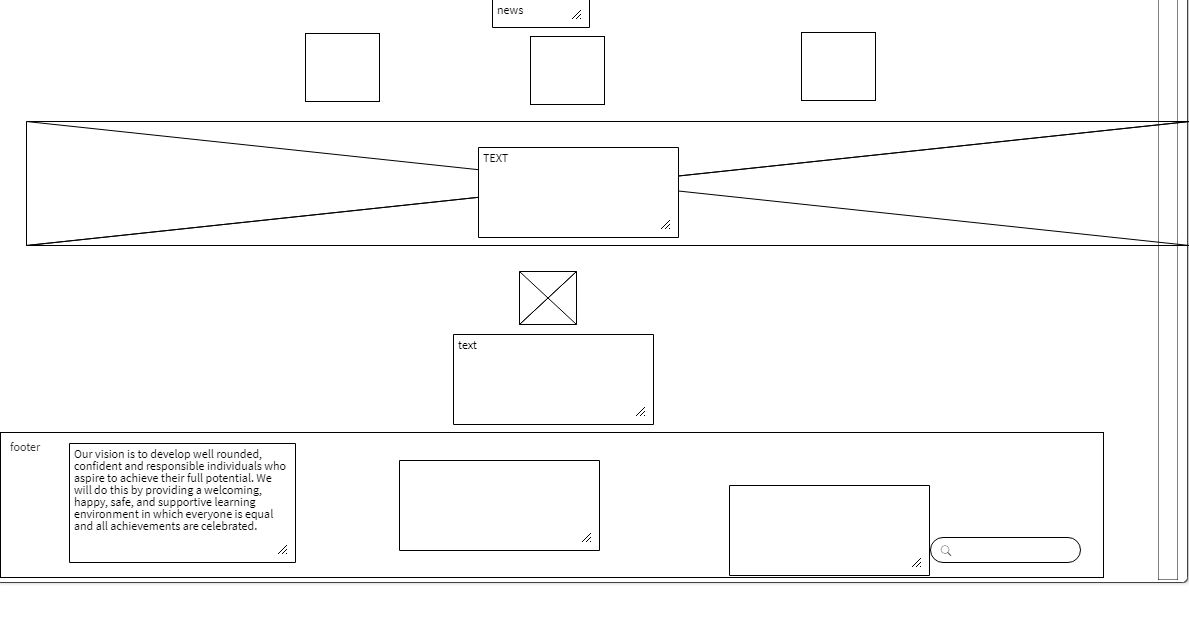 news
TEXT
text
footer
Our vision is to develop well rounded,
confident and responsible individuals who
aspire to achieve their full potential. We
will do this by providing a welcoming,
happy, safe, and supportive learning
environment in which everyone is equal
and all achievements are celebrated.